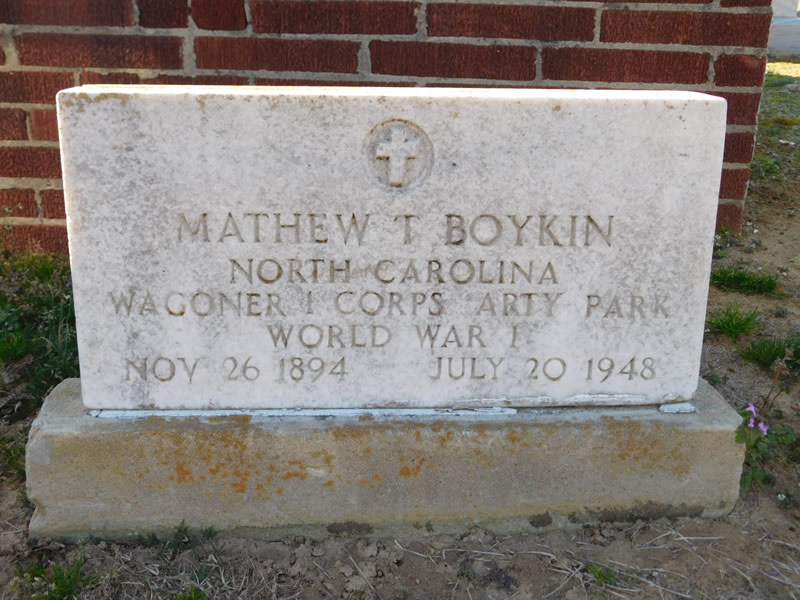 MATHEW T BOYKIN
NORTH CAROLINA
WAGONER 1 CORPS ARTY PARK
WORLD WAR I
NOV 26 1894 JULY 20 1948